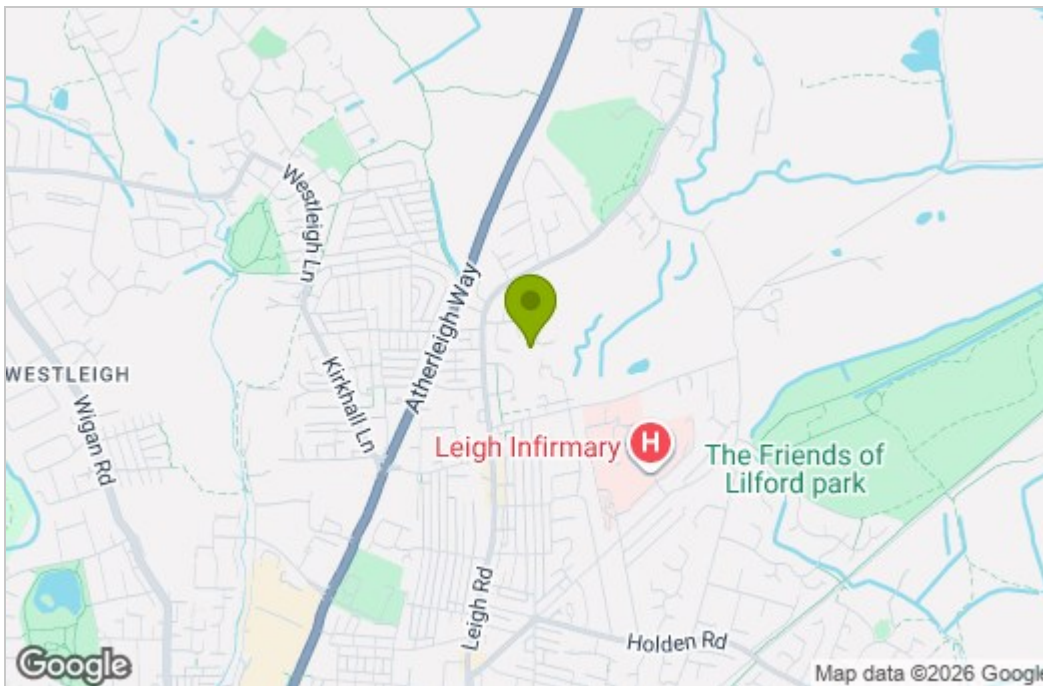 Westleigh Ln
Atherleigh Way
WESTLEIGH
Kirkhall Ln
Wigan Rd
Leigh Infirmary
H
The Friends of
Lilford park
Leigh Rd
Holden Rd
Google
Map data ©2026 Google